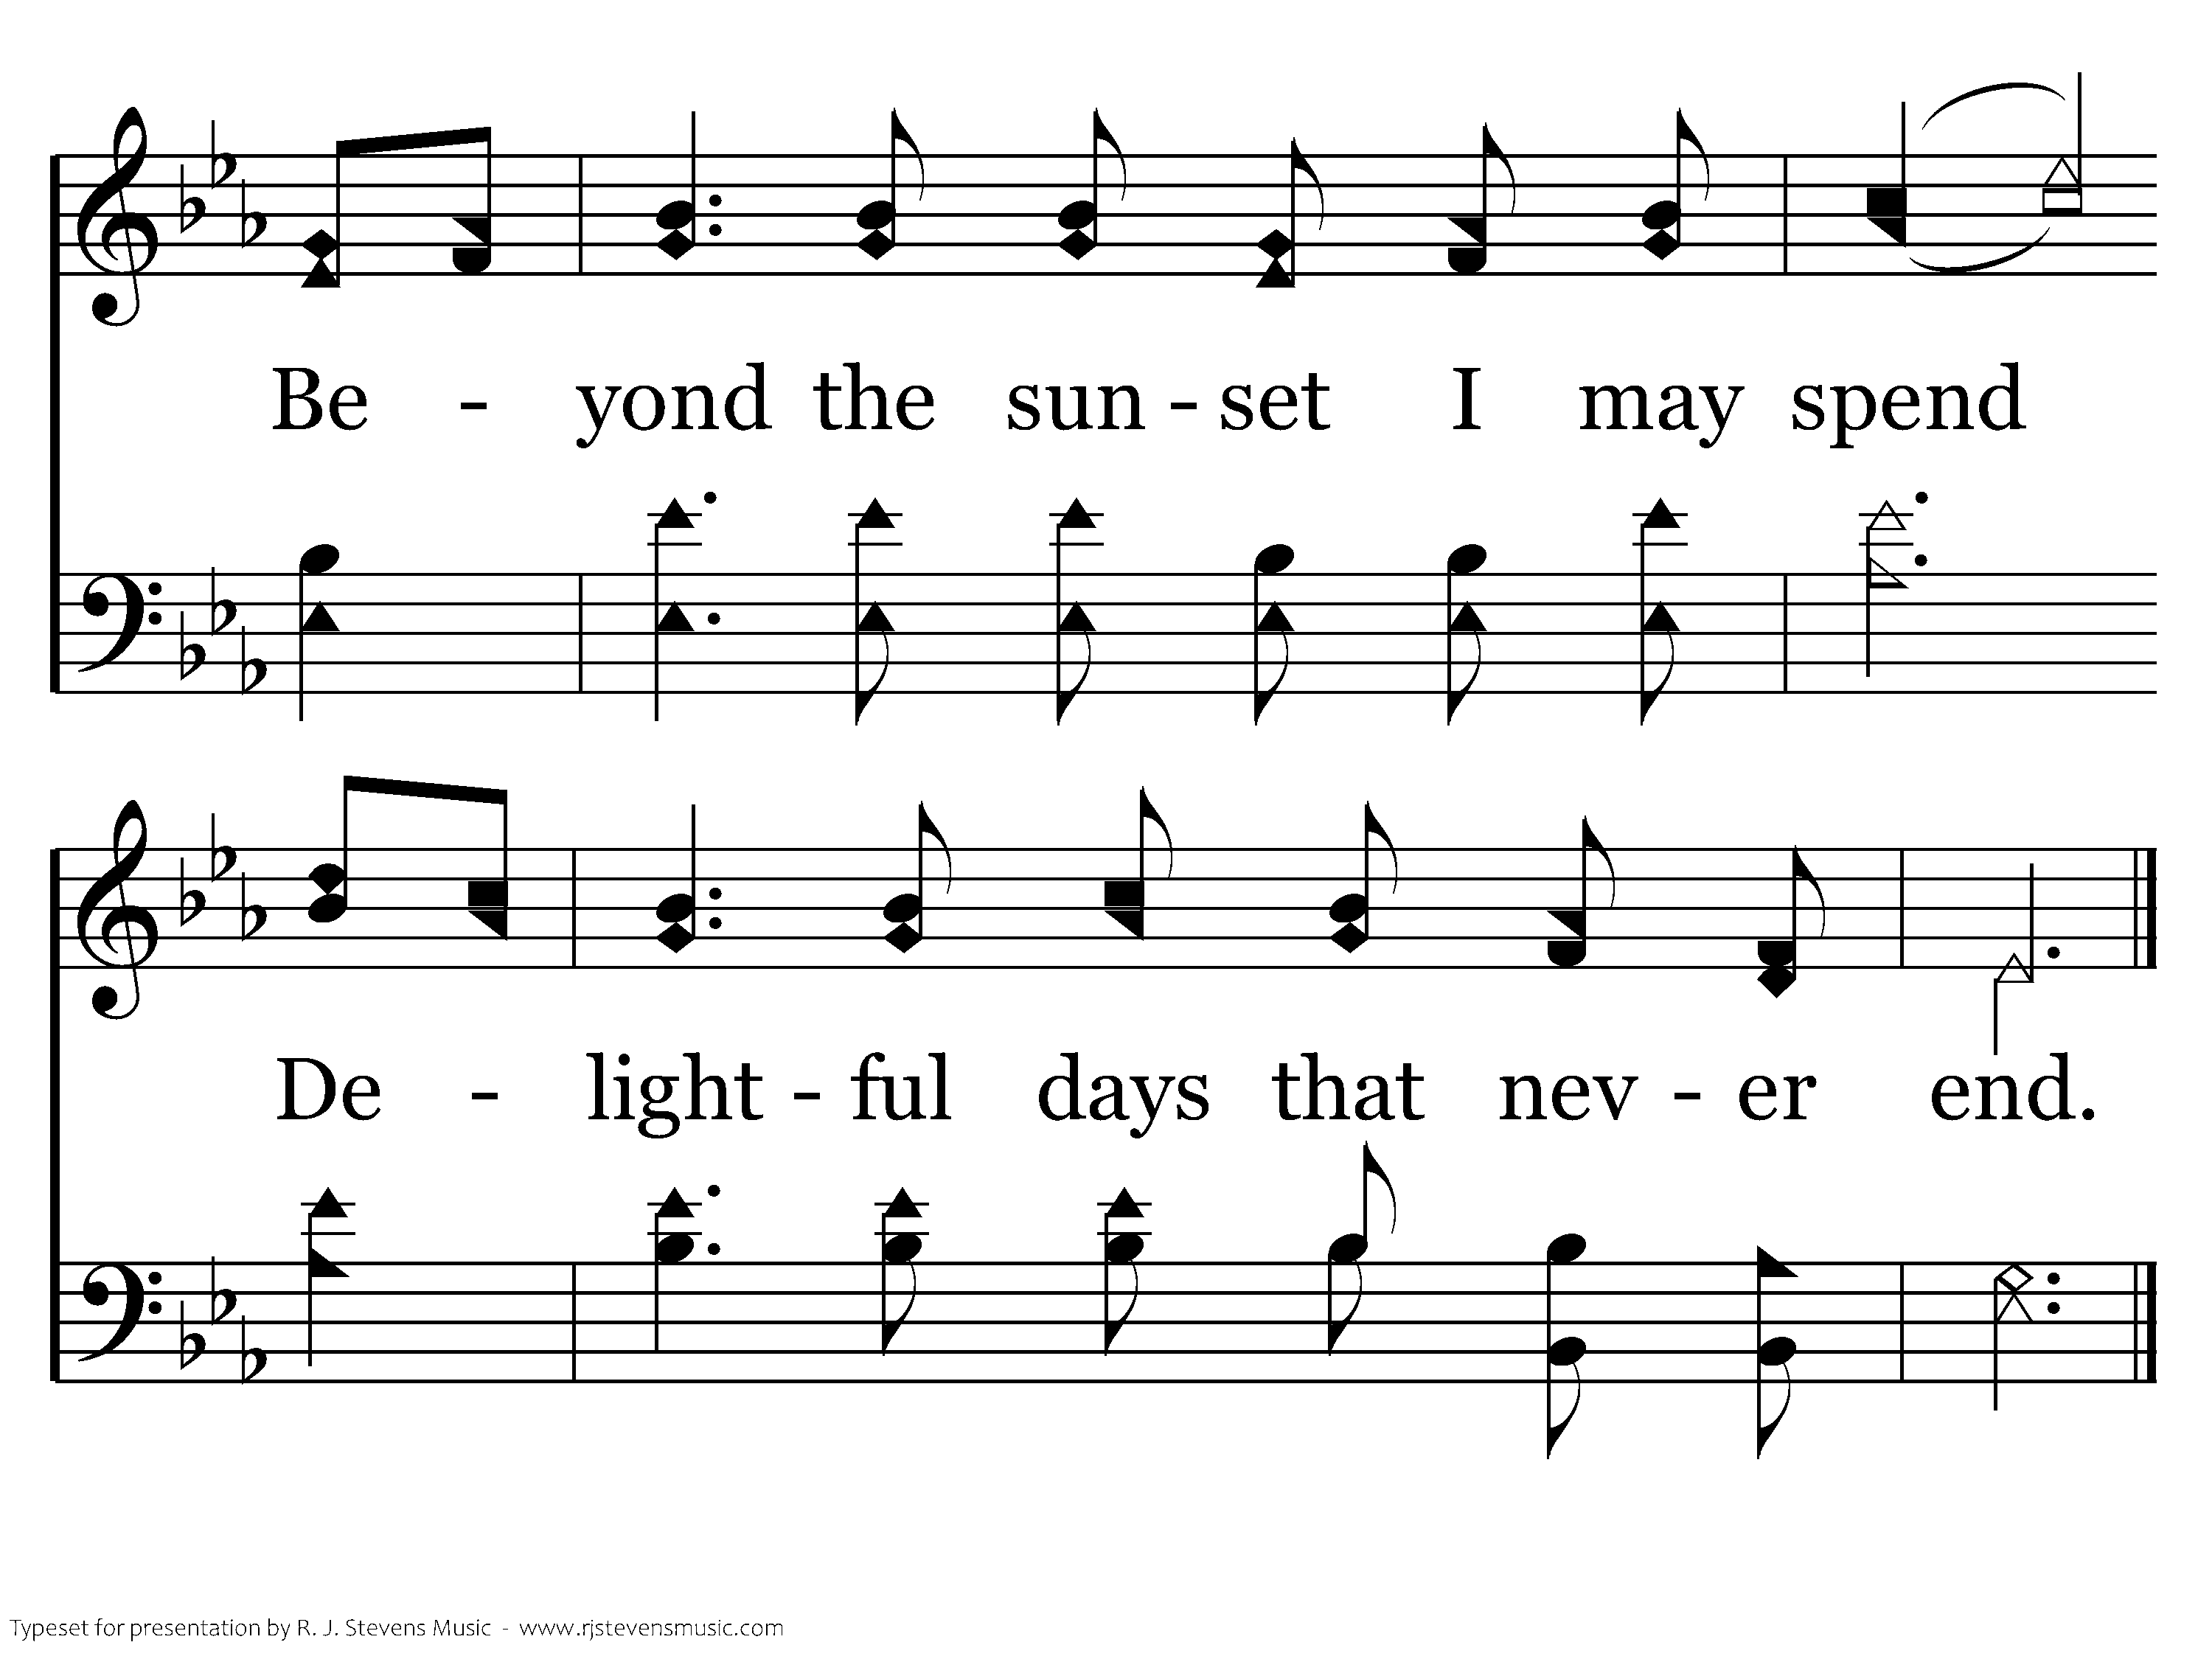 Be - yond the sun - set I may spend
De - light - ful days that nev - er end.
Typeset for presentation by R. J. Stevens Music - www.rjstevensmusic.com